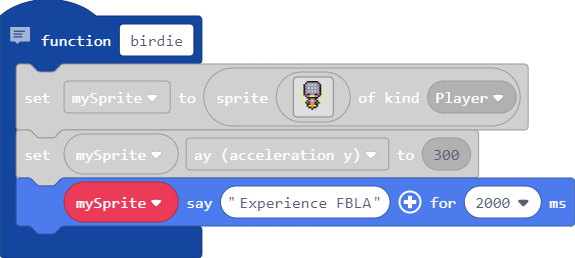 function birdie
set mySprite to sprite of kind Player
set mySprite ay (acceleration y) to 300
mySprite say "Experience FBLA" for 2000 ms